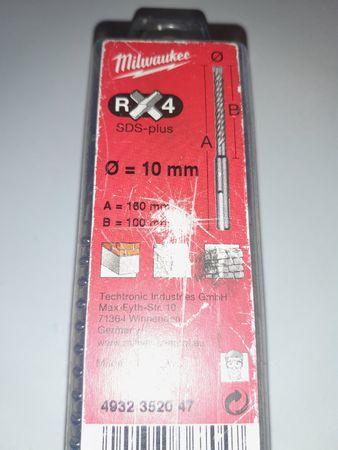 Milwaukee
Ø
RX4
SDS-plus
B
A
Ø = 10 mm
A = 160 mm
B = 100 mm
Techtronic Industries GmbH
Max-Eyth-Str. 10
71364 Winnenden
Germany
4932 3520 47